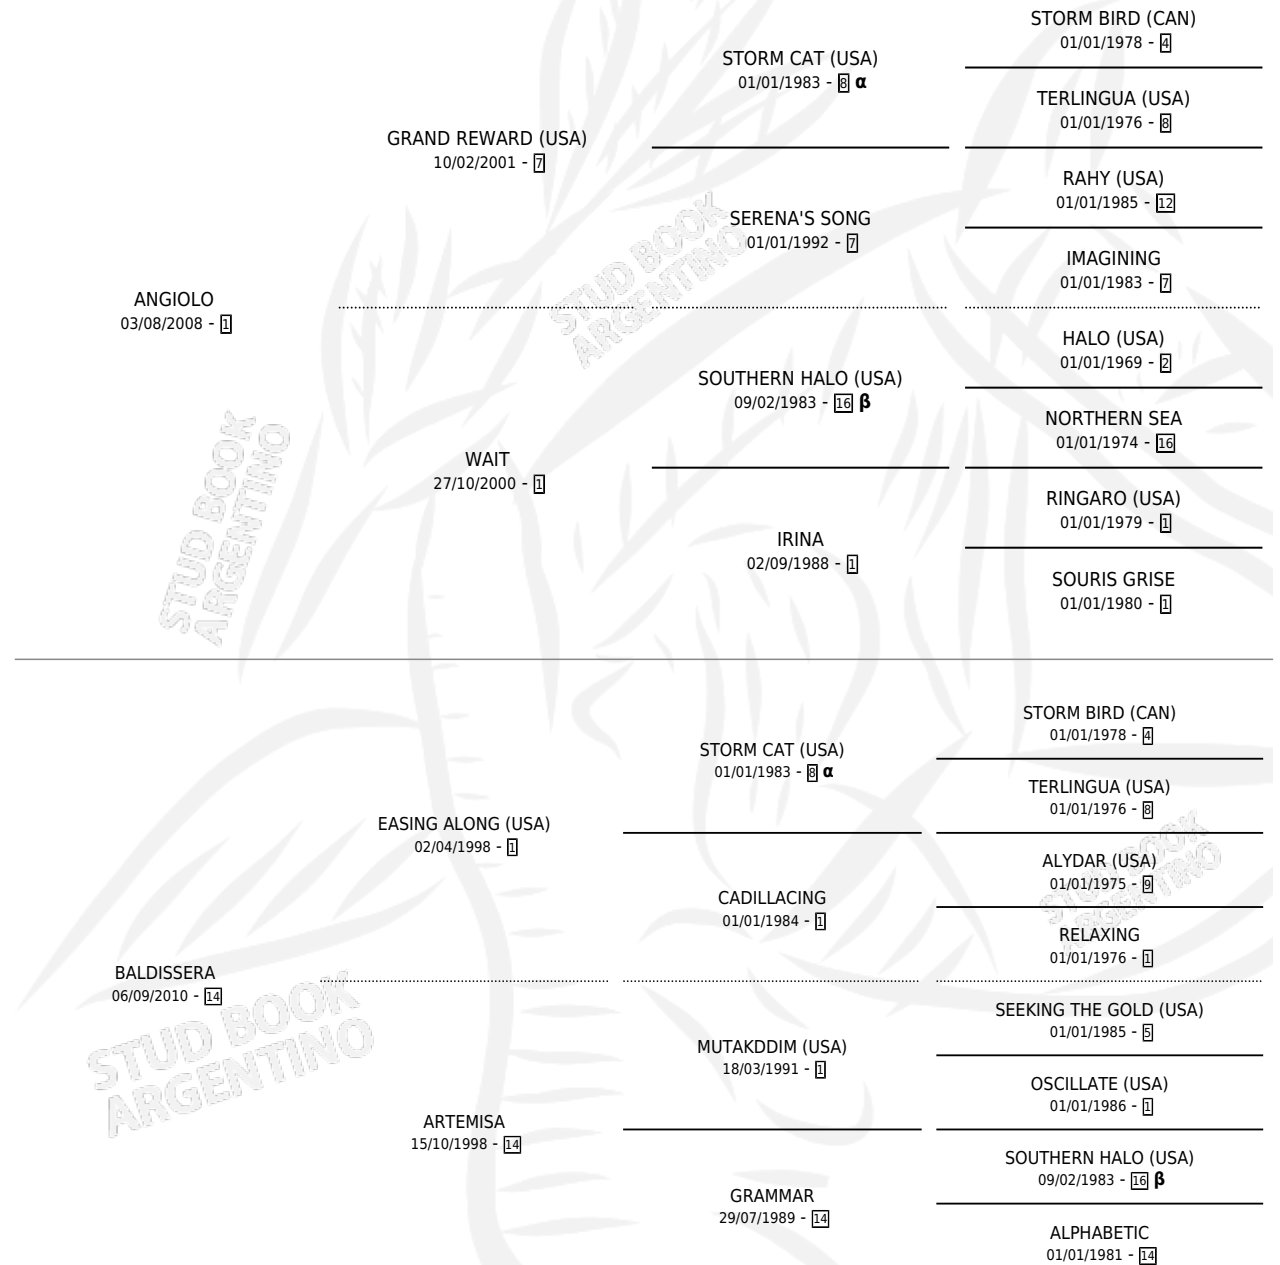 STORM BIRD (CAN)
01/01/1978 - 4
STORM CAT (USA)
01/01/1983 - 8 α
TERLINGUA (USA)
01/01/1976 - 8
GRAND REWARD (USA)
10/02/2001 - 7
RAHY (USA)
01/01/1985 - 12
SERENA'S SONG
01/01/1992 - 7
IMAGINING
01/01/1983 - 7
ANGIOLO
03/08/2008 - 1
HALO (USA)
01/01/1969 - 2
SOUTHERN HALO (USA)
09/02/1983 - 16 β
NORTHERN SEA
01/01/1974 - 16
WAIT
27/10/2000 - 1
RINGARO (USA)
01/01/1979 - 1
IRINA
02/09/1988 - 1
SOURIS GRISE
01/01/1980 - 1
STORM BIRD (CAN)
01/01/1978 - 4
STORM CAT (USA)
01/01/1983 - 8 α
TERLINGUA (USA)
01/01/1976 - 8
EASING ALONG (USA)
02/04/1998 - 1
ALYDAR (USA)
01/01/1975 - 9
CADILLACING
01/01/1984 - 1
RELAXING
01/01/1976 - 1
BALDISSERA
06/09/2010 - 14
SEEKING THE GOLD (USA)
01/01/1985 - 5
MUTAKDDIM (USA)
18/03/1991 - 1
OSCILLATE (USA)
01/01/1986 - 1
ARTEMISA
15/10/1998 - 14
SOUTHERN HALO (USA)
09/02/1983 - 16 β
GRAMMAR
29/07/1989 - 14
ALPHABETIC
01/01/1981 - 14
STUD BOOK
ARGENTINO
STUD BOOK
ARGENTINO
STUD BOOK
ARGENTINO
STUD BOOK
ARGENTINO